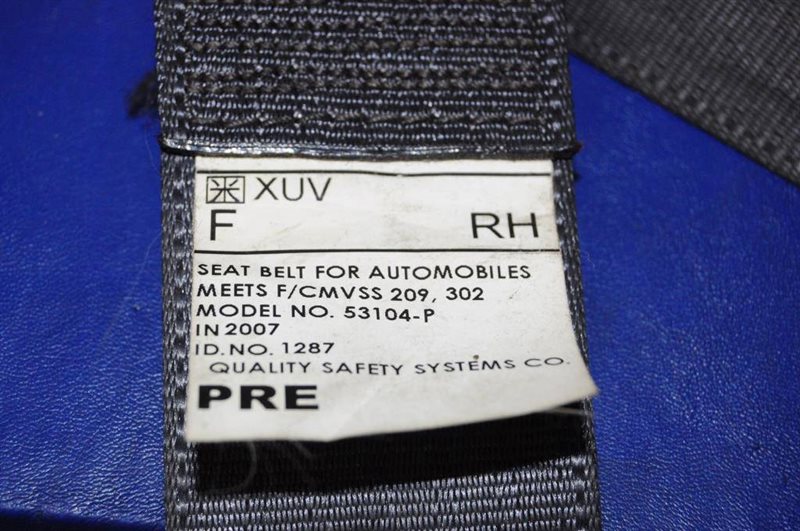 米 XUV
F RH
SEAT BELT FOR AUTOMOBILES
MEETS F/CMVSS 209, 302
MODEL NO. 53104-P
IN 2007
ID.NO. 1287
QUALITY SAFETY SYSTEMS CO.
PRE